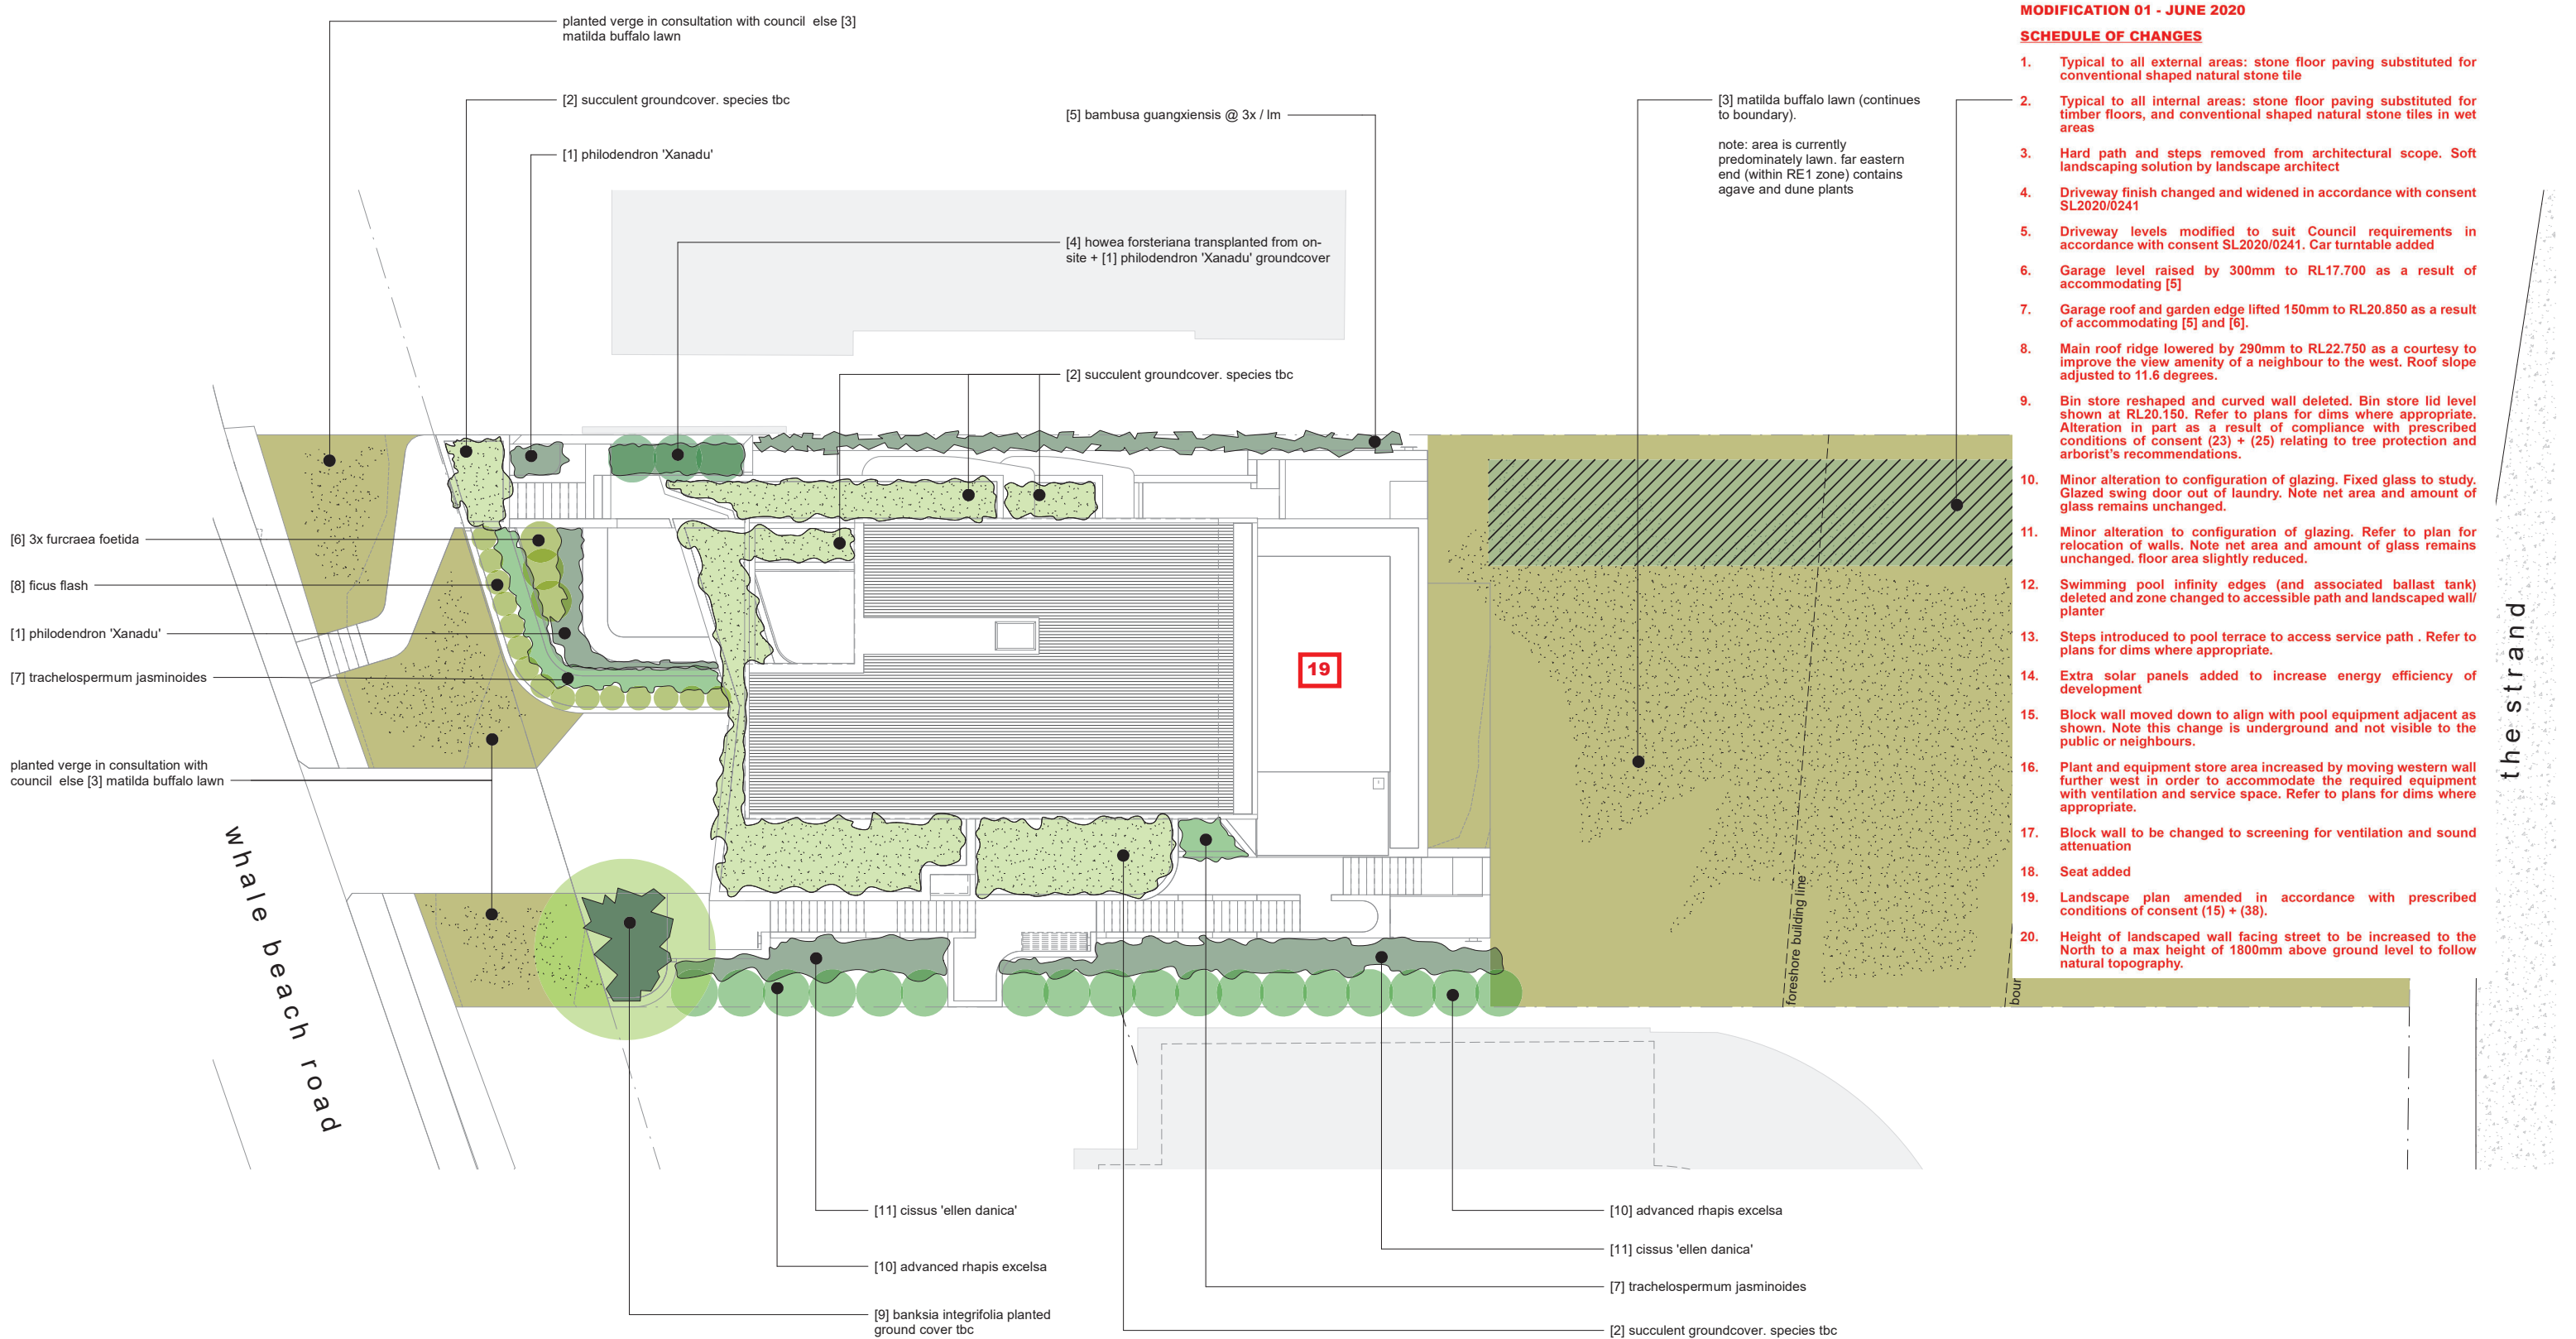 planted verge in consultation with council  else [3]
matilda buffalo lawn
[2] succulent groundcover. species tbc
[1] philodendron 'Xanadu'
[5] bambusa guangxiensis @ 3x / lm
[4] howea forsteriana transplanted from on-
site + [1] philodendron 'Xanadu' groundcover
[2] succulent groundcover. species tbc
[3] matilda buffalo lawn (continues
to boundary).
note: area is currently
predominately lawn. far eastern
end (within RE1 zone) contains
agave and dune plants
[6] 3x furcraea foetida
[8] ficus flash
[1] philodendron 'Xanadu'
[7] trachelospermum jasminoides
planted verge in consultation with
council  else [3] matilda buffalo lawn
whale beach road
19
foreshore building line
bour
the strand
[11] cissus 'ellen danica'
[10] advanced rhapis excelsa
[9] banksia integrifolia planted
ground cover tbc
[10] advanced rhapis excelsa
[11] cissus 'ellen danica'
[7] trachelospermum jasminoides
[2] succulent groundcover. species tbc
MODIFICATION 01 - JUNE 2020
SCHEDULE OF CHANGES
1. Typical to all external areas: stone floor paving substituted for
conventional shaped natural stone tile
2. Typical to all internal areas: stone floor paving substituted for
timber floors, and conventional shaped natural stone tiles in wet
areas
3. Hard path and steps removed from architectural scope. Soft
landscaping solution by landscape architect
4. Driveway finish changed and widened in accordance with consent
SL2020/0241
5. Driveway levels modified to suit Council requirements in
accordance with consent SL2020/0241. Car turntable added
6. Garage level raised by 300mm to RL17.700 as a result of
accommodating [5]
7. Garage roof and garden edge lifted 150mm to RL20.850 as a result
of accommodating [5] and [6].
8. Main roof ridge lowered by 290mm to RL22.750 as a courtesy to
improve the view amenity of a neighbour to the west. Roof slope
adjusted to 11.6 degrees.
9. Bin store reshaped and curved wall deleted. Bin store lid level
shown at RL20.150. Refer to plans for dims where appropriate.
Alteration in part as a result of compliance with prescribed
conditions of consent (23) + (25) relating to tree protection and
arborist's recommendations.
10. Minor alteration to configuration of glazing. Fixed glass to study.
Glazed swing door out of laundry. Note net area and amount of
glass remains unchanged.
11. Minor alteration to configuration of glazing. Refer to plan for
relocation of walls. Note net area and amount of glass remains
unchanged. floor area slightly reduced.
12. Swimming pool infinity edges (and associated ballast tank)
deleted and zone changed to accessible path and landscaped wall/
planter
13. Steps introduced to pool terrace to access service path . Refer to
plans for dims where appropriate.
14. Extra solar panels added to increase energy efficiency of
development
15. Block wall moved down to align with pool equipment adjacent as
shown. Note this change is underground and not visible to the
public or neighbours.
16. Plant and equipment store area increased by moving western wall
further west in order to accommodate the required equipment
with ventilation and service space. Refer to plans for dims where
appropriate.
17. Block wall to be changed to screening for ventilation and sound
attenuation
18. Seat added
19. Landscape plan amended in accordance with prescribed
conditions of consent (15) + (38).
20. Height of landscaped wall facing street to be increased to the
North to a max height of 1800mm above ground level to follow
natural topography.